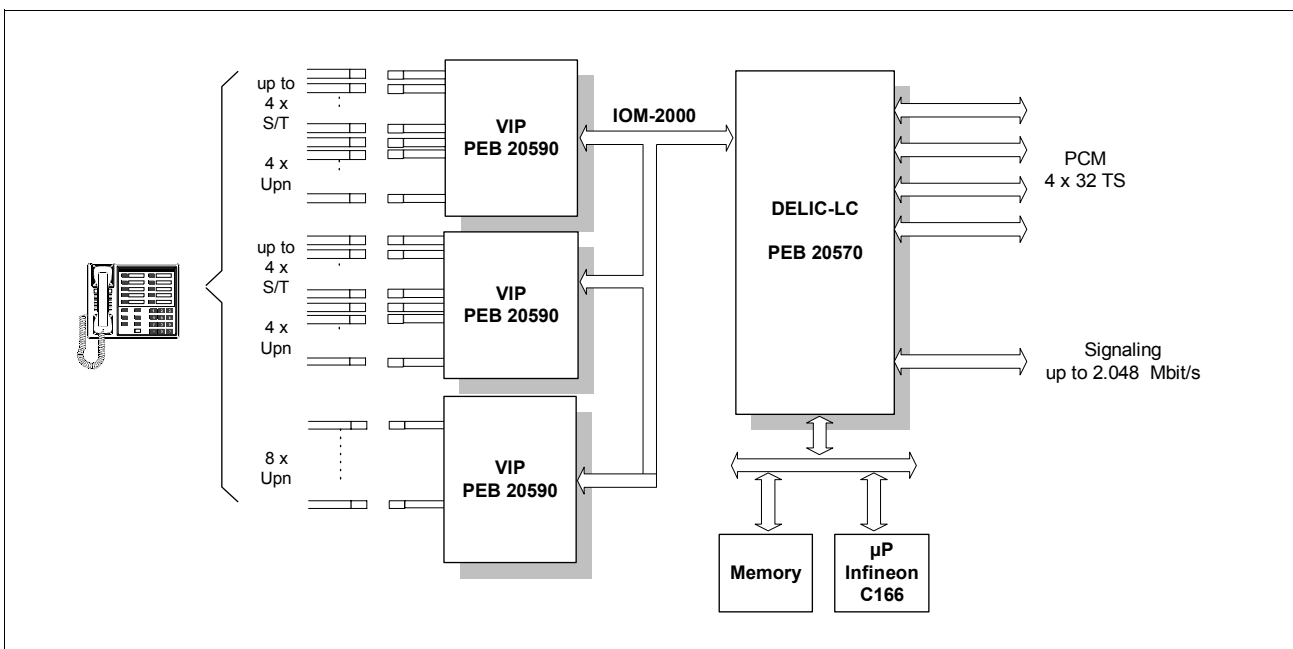 up to
4 x
S/T
4 x
Upn
VIP
PEB 20590
up to
4 x
S/T
4 x
Upn
VIP
PEB 20590
8 x
Upn
VIP
PEB 20590
IOM-2000
DELIC-LC
PEB 20570
PCM
4 x 32 TS
Signaling
up to 2.048 Mbit/s
Memory
µP
Infineon
C166